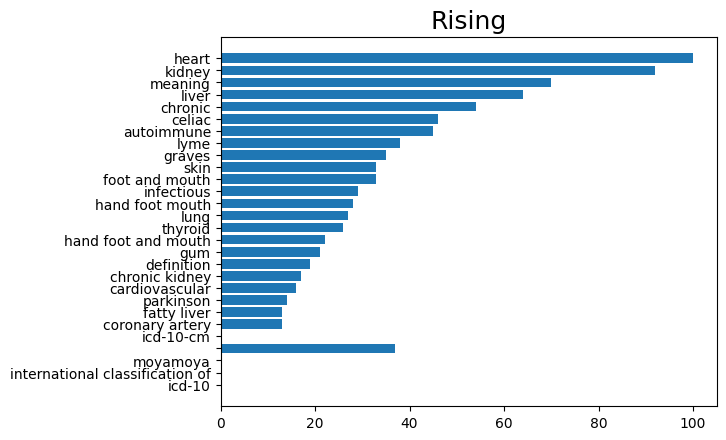 Rising
heart
kidney
meaning
liver
chronic
celiac
autoimmune
lyme
graves
skin
foot and mouth
infectious
hand foot mouth
lung
thyroid
hand foot and mouth
gum
definition
chronic kidney
cardiovascular
parkinson
fatty liver
coronary artery
icd-10-cm
moyamoya
international classification of
icd-10
0 20 40 60 80 100